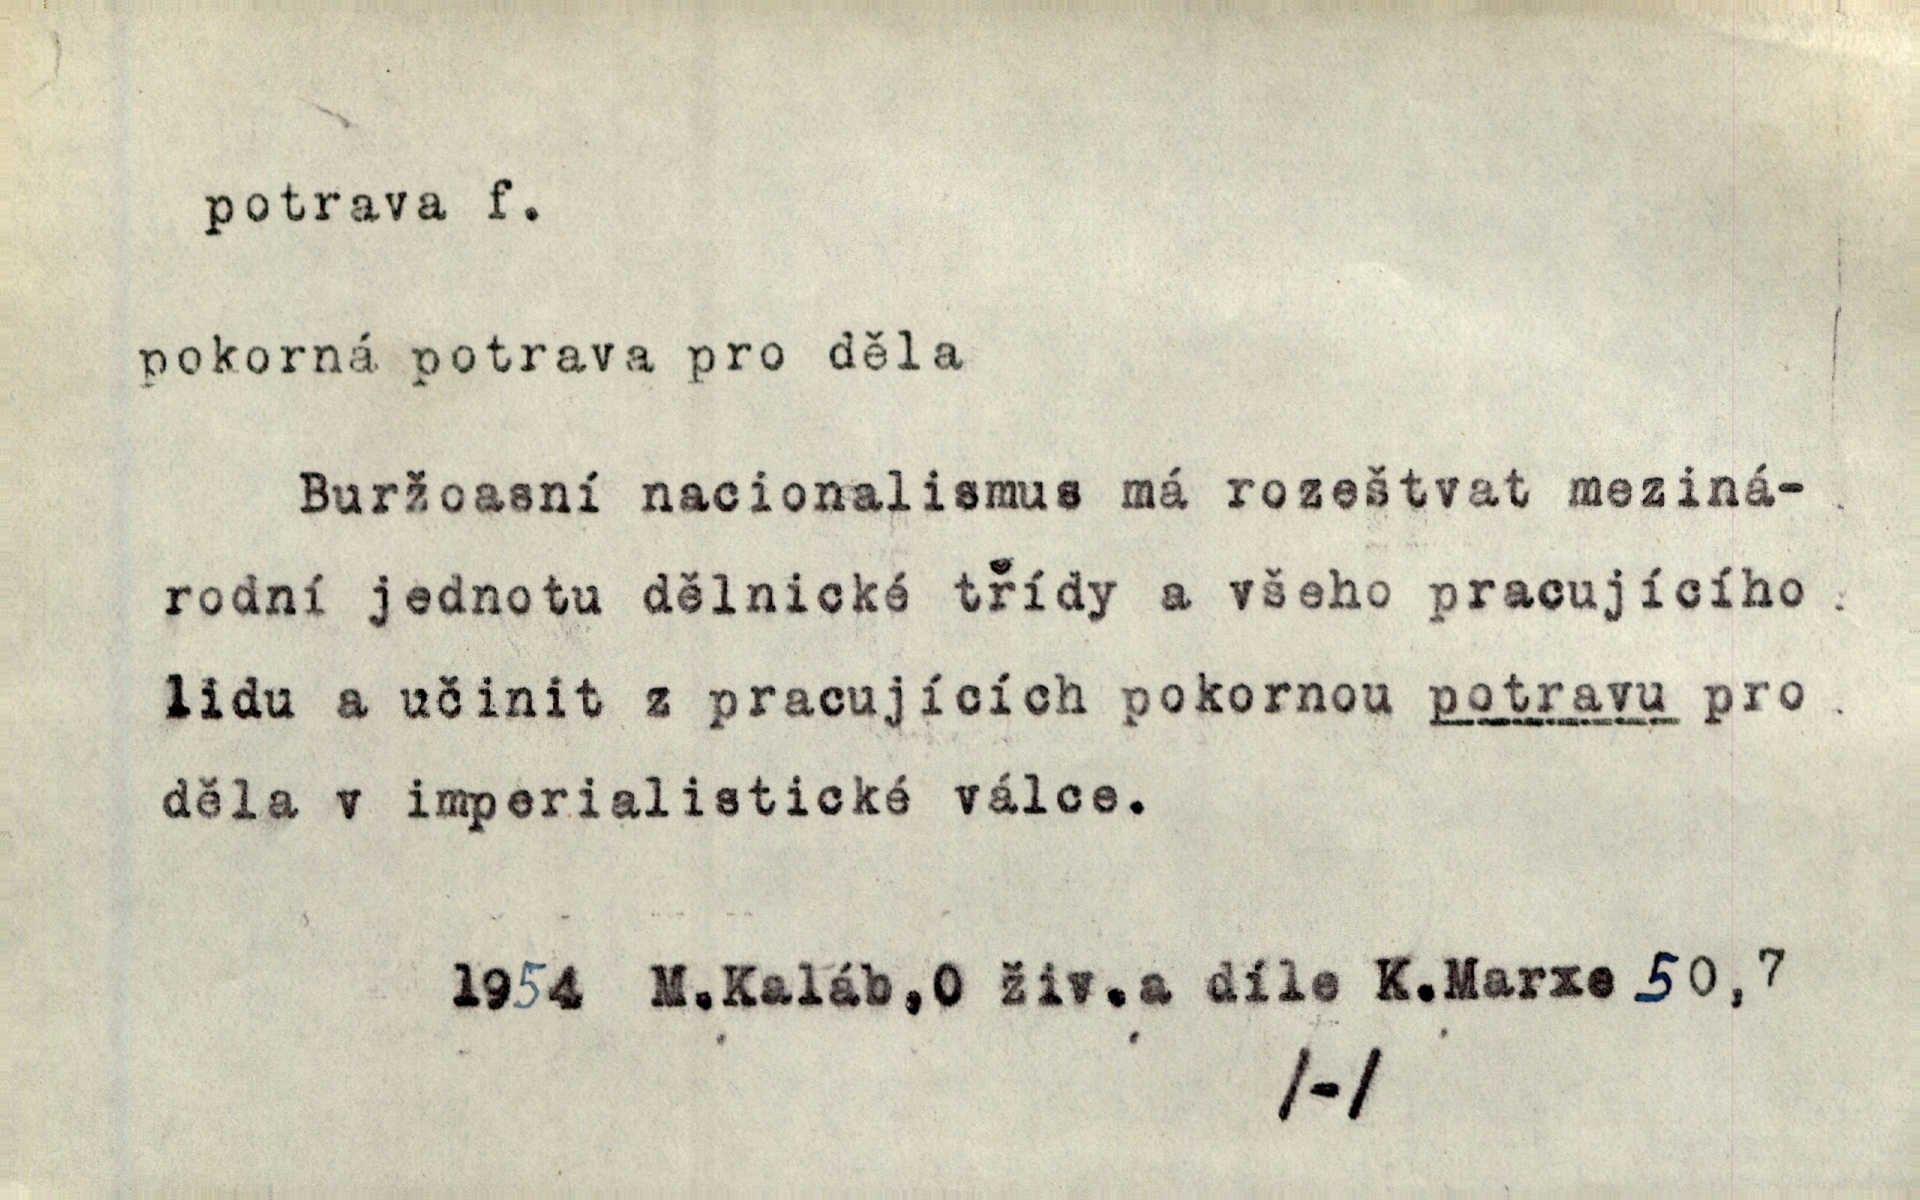 potrava f.
pokorná potrava pro děla
Buržoasní nacionalismus má rozeštvat meziná-
rodní jednotu dělnické třídy a všeho pracujícího
lidu a učinit z pracujících pokornou potravu pro
děla v imperialistické válce.
1954 M.Kaláb,O živ.a díle K.Marxe 50,7
/-/